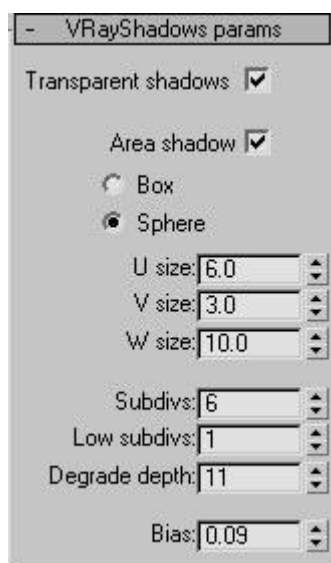 - VRayShadows params
Transparent shadows
Area shadow
Box
Sphere
U size: 6.0
V size: 3.0
W size: 10.0
Subdivs: 6
Low subdivs: 1
Degrade depth: 11
Bias: 0.09